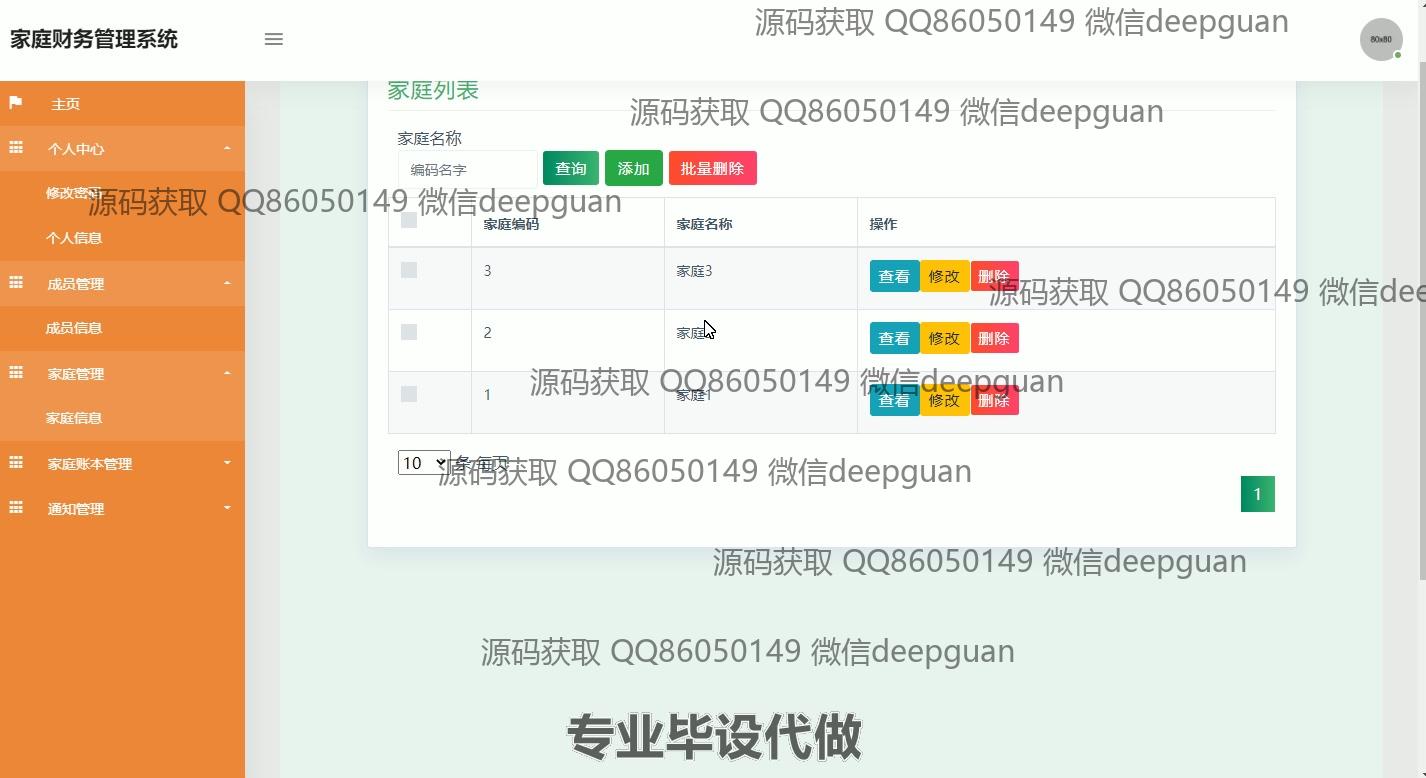 源码获取 QQ86050149 微信deepguan
家庭财务管理系统
80x80
家庭列表
主页
源码获取 QQ86050149 微信deepguan
家庭名称
个人中心
编码名字 查询 添加 批量删除
修改密码
源码获取 QQ86050149 微信deepguan
家庭编码 家庭名称 操作
个人信息
3 家庭3 查看 修改 删除
成员管理
源码获取 QQ86050149 微信dee
成员信息
2 家庭 查看 修改 删除
家庭管理
源码获取 QQ86050149 微信deepguan
1 家庭1 查看 修改 删除
家庭信息
家庭账本管理
10 条 每页
源码获取 QQ86050149 微信deepguan
1
通知管理
源码获取 QQ86050149 微信deepguan
源码获取 QQ86050149 微信deepguan
专业毕设代做